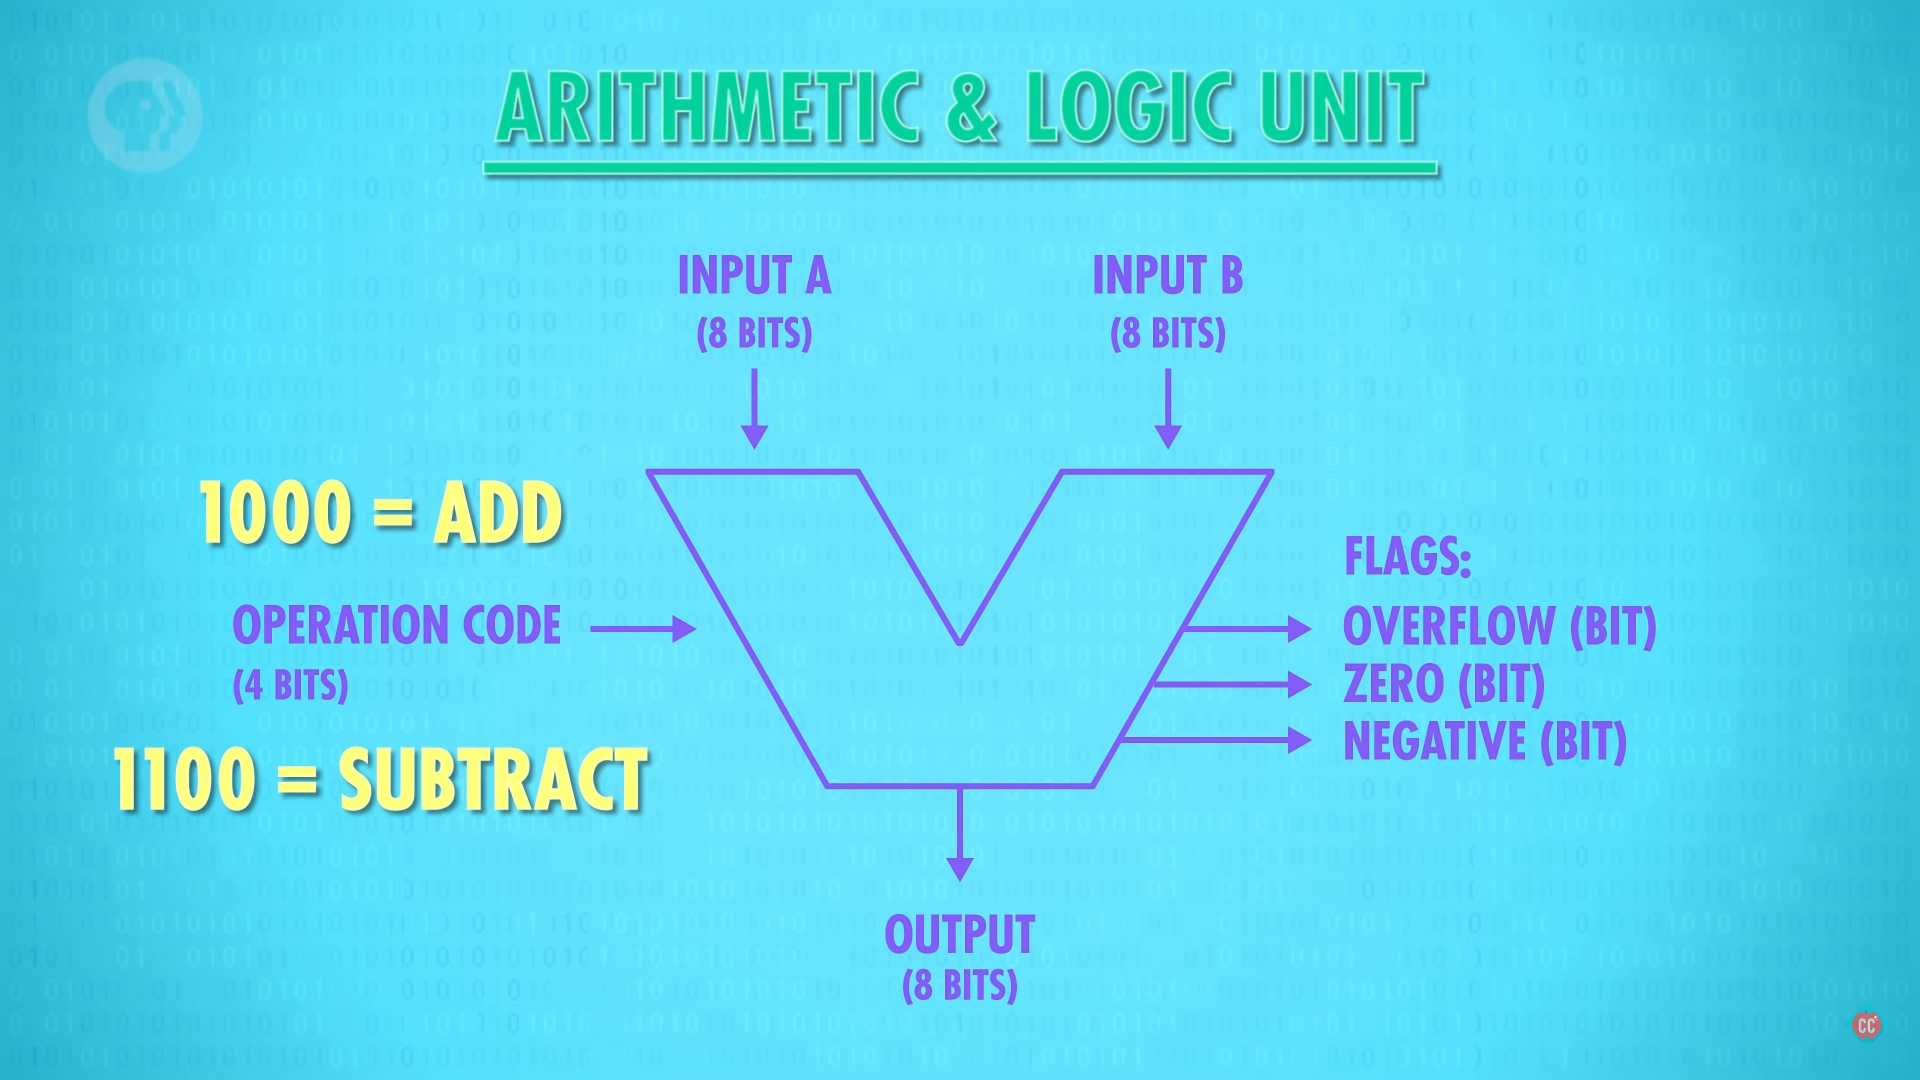 ARITHMETIC & LOGIC UNIT
INPUT A
(8 BITS)
INPUT B
(8 BITS)
1000 = ADD
OPERATION CODE
(4 BITS)
1100 = SUBTRACT
FLAGS:
OVERFLOW (BIT)
ZERO (BIT)
NEGATIVE (BIT)
OUTPUT
(8 BITS)
CC